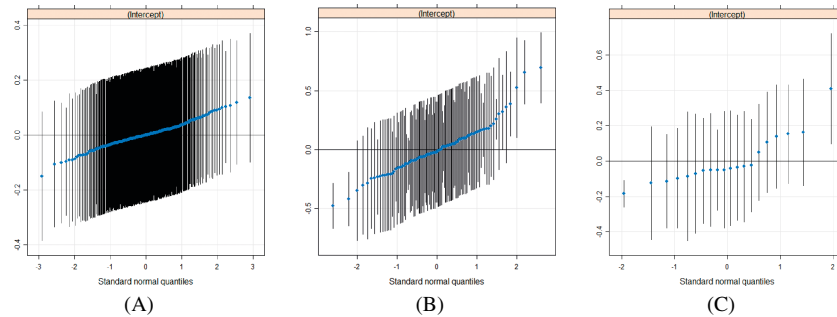 (Intercept)
0.4
0.2
0.0
-0.2
-0.4
-3 -2 -1 0 1 2 3
Standard normal quantiles
(A)
(Intercept)
1.0
0.5
0.0
-0.5
-2 -1 0 1 2
Standard normal quantiles
(B)
(Intercept)
0.6
0.4
0.2
0.0
-0.2
-0.4
-2 -1 0 1 2
Standard normal quantiles
(C)